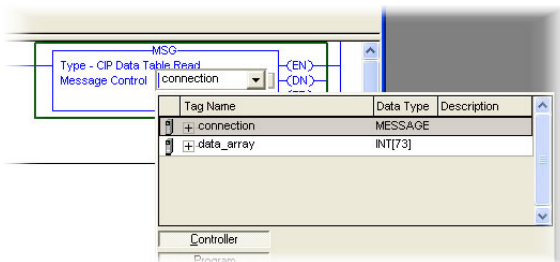 MSG
Type - CIP Data Table Read
(EN)
Message Control connection
(DN)
Tag Name Data Type Description
connection MESSAGE
data_array INT[73]
Controller
Program